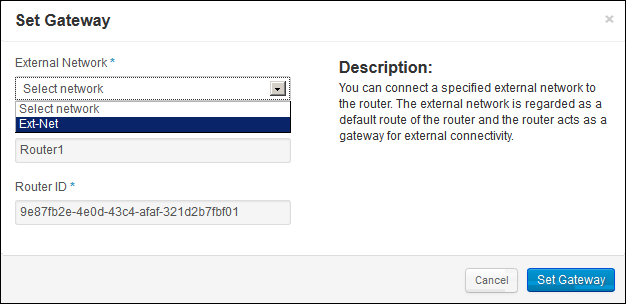 Set Gateway
×
External Network *
Select network
Select network
Ext-Net
Router1
Router ID *
9e87fb2e-4e0d-43c4-afaf-321d2b7fbf01
Description:
You can connect a specified external network to
the router. The external network is regarded as a
default route of the router and the router acts as a
gateway for external connectivity.
Cancel
Set Gateway